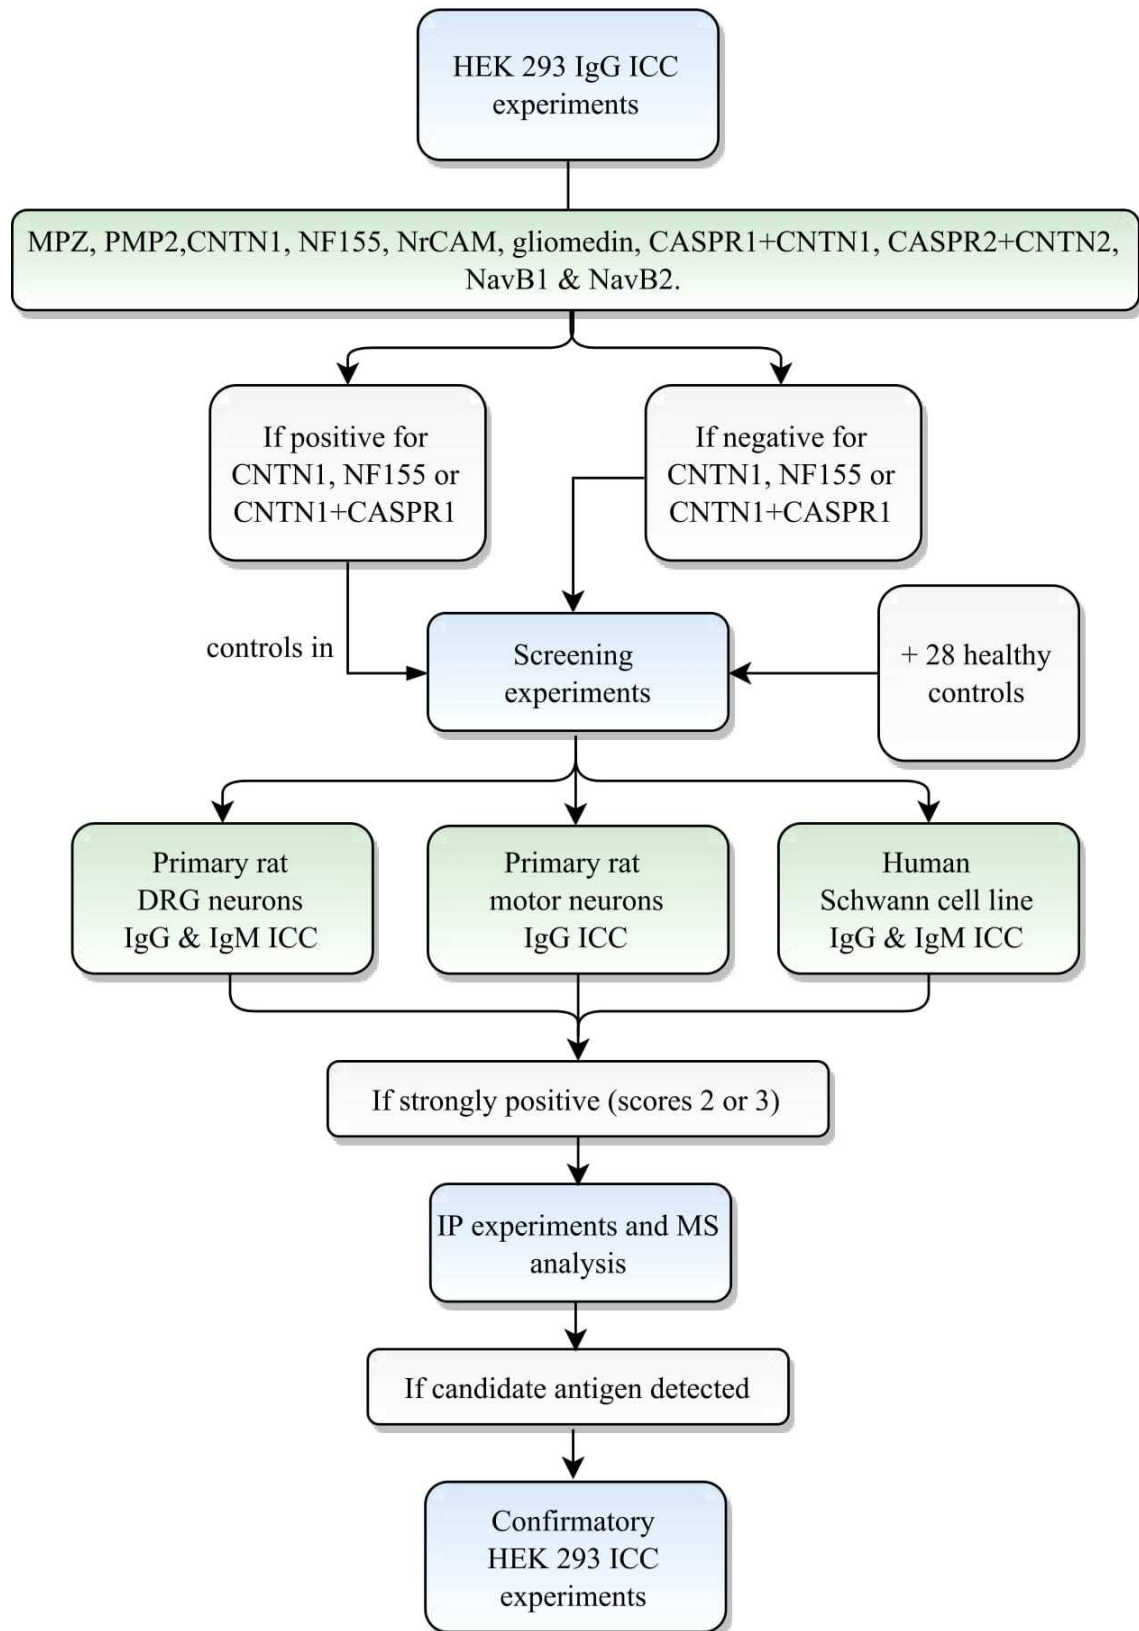 HEK 293 IgG ICC
experiments
MPZ, PMP2,CNTN1, NF155, NrCAM, gliomedin, CASPR1+CNTN1, CASPR2+CNTN2,
NavB1 & NavB2.
If positive for
CNTN1, NF155 or
CNTN1+CASPR1
If negative for
CNTN1, NF155 or
CNTN1+CASPR1
controls in
Screening
experiments
+ 28 healthy
controls
Primary rat
DRG neurons
IgG & IgM ICC
Primary rat
motor neurons
IgG ICC
Human
Schwann cell line
IgG & IgM ICC
If strongly positive (scores 2 or 3)
IP experiments and MS
analysis
If candidate antigen detected
Confirmatory
HEK 293 ICC
experiments